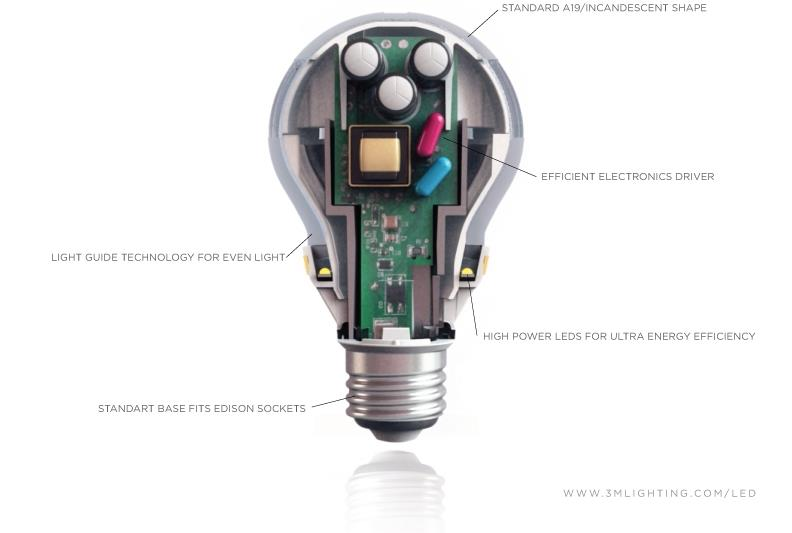 STANDARD A19/INCANDESCENT SHAPE
EFFICIENT ELECTRONICS DRIVER
LIGHT GUIDE TECHNOLOGY FOR EVEN LIGHT
HIGH POWER LEDS FOR ULTRA ENERGY EFFICIENCY
STANDART BASE FITS EDISON SOCKETS
WWW.3MLIGHTING.COM/LED